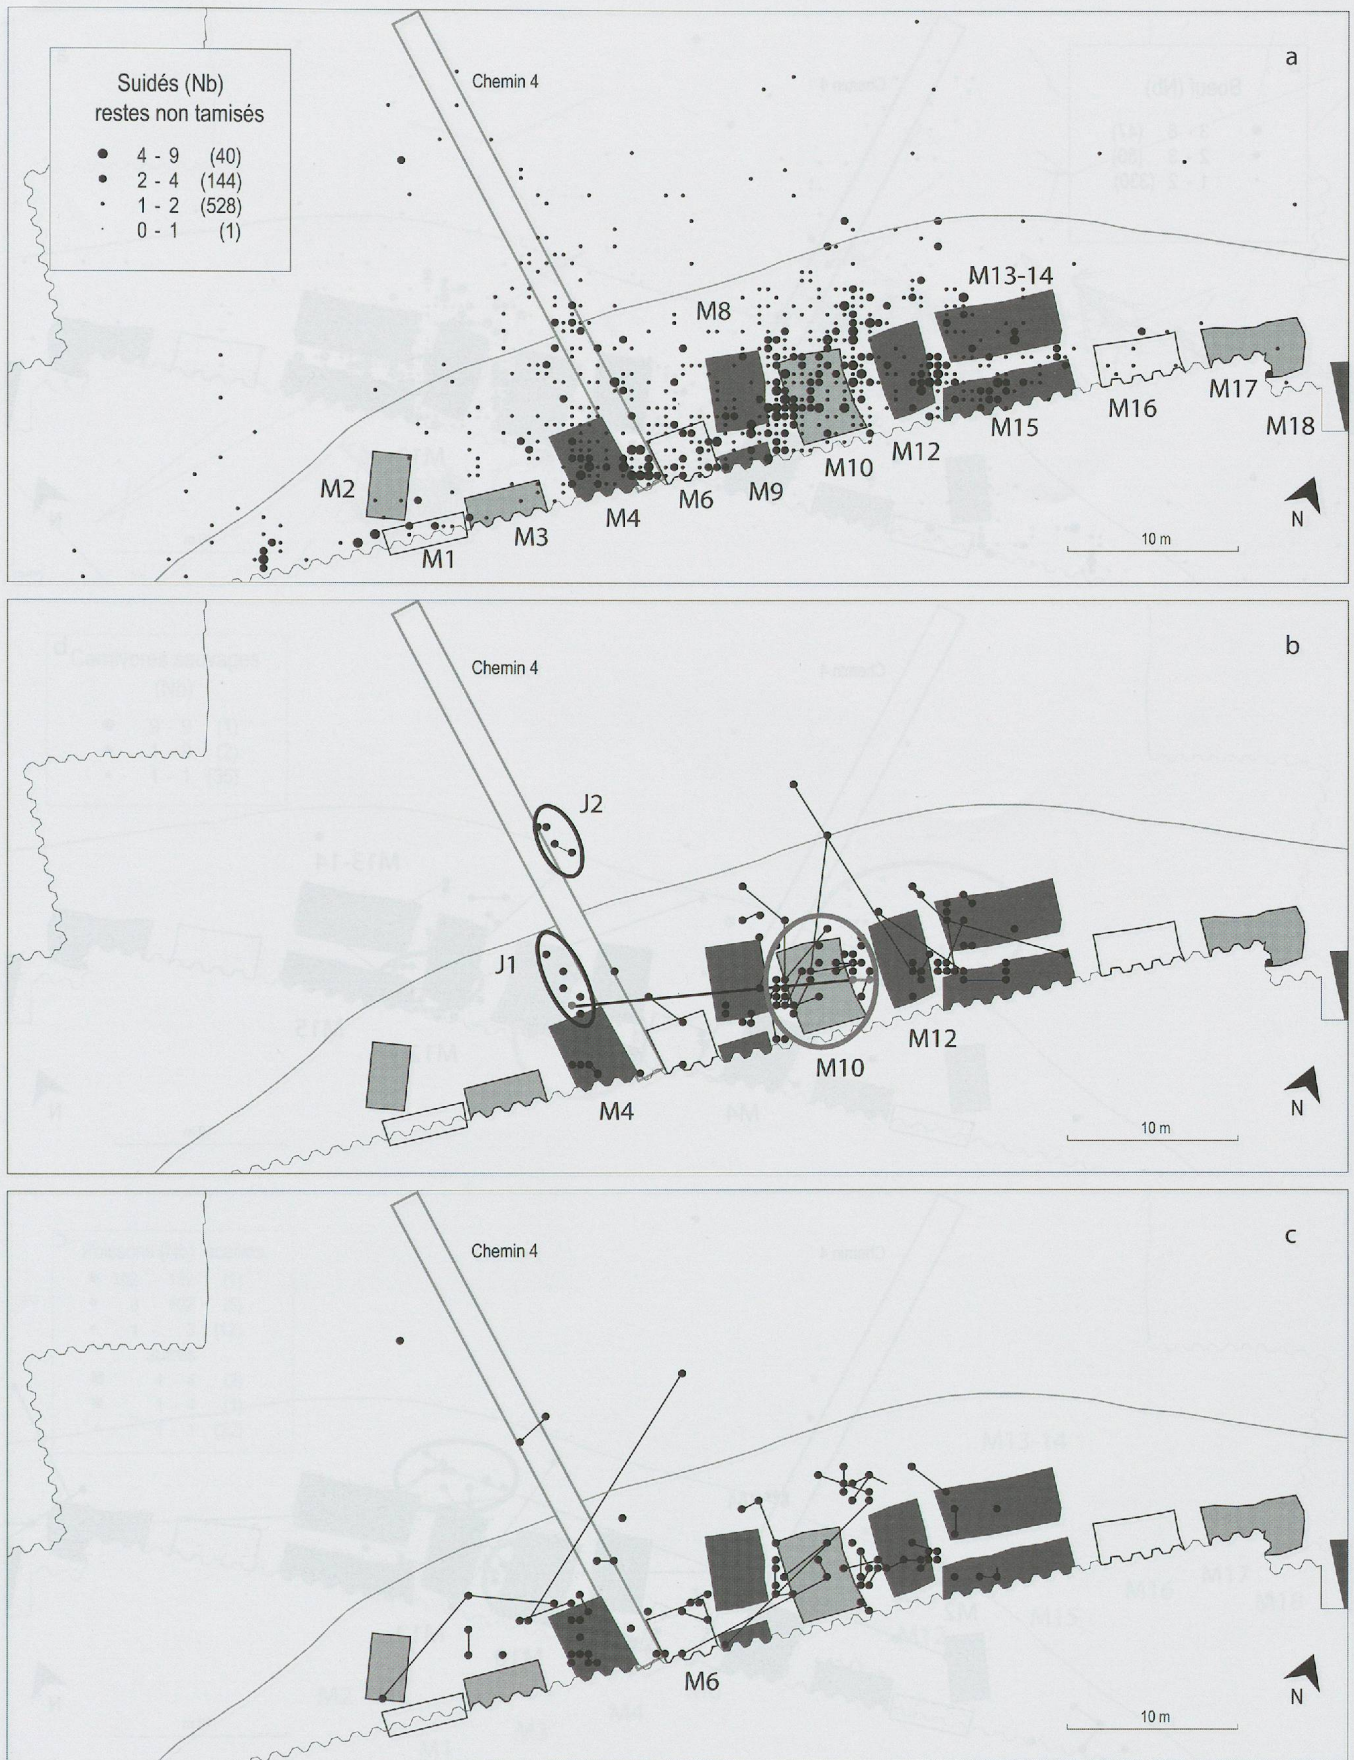 a
Suidés (Nb)
restes non tamisés
4 - 9 (40)
2 - 4 (144)
1 - 2 (528)
0 - 1 (1)
Chemin 4
M13-14
M8
M2
M1
M3
M4
M6
M9
M10
M12
M15
M16
M17
M18
N
10 m
b
Chemin 4
J2
J1
M4
M10
M12
N
10 m
c
Chemin 4
M6
N
10 m